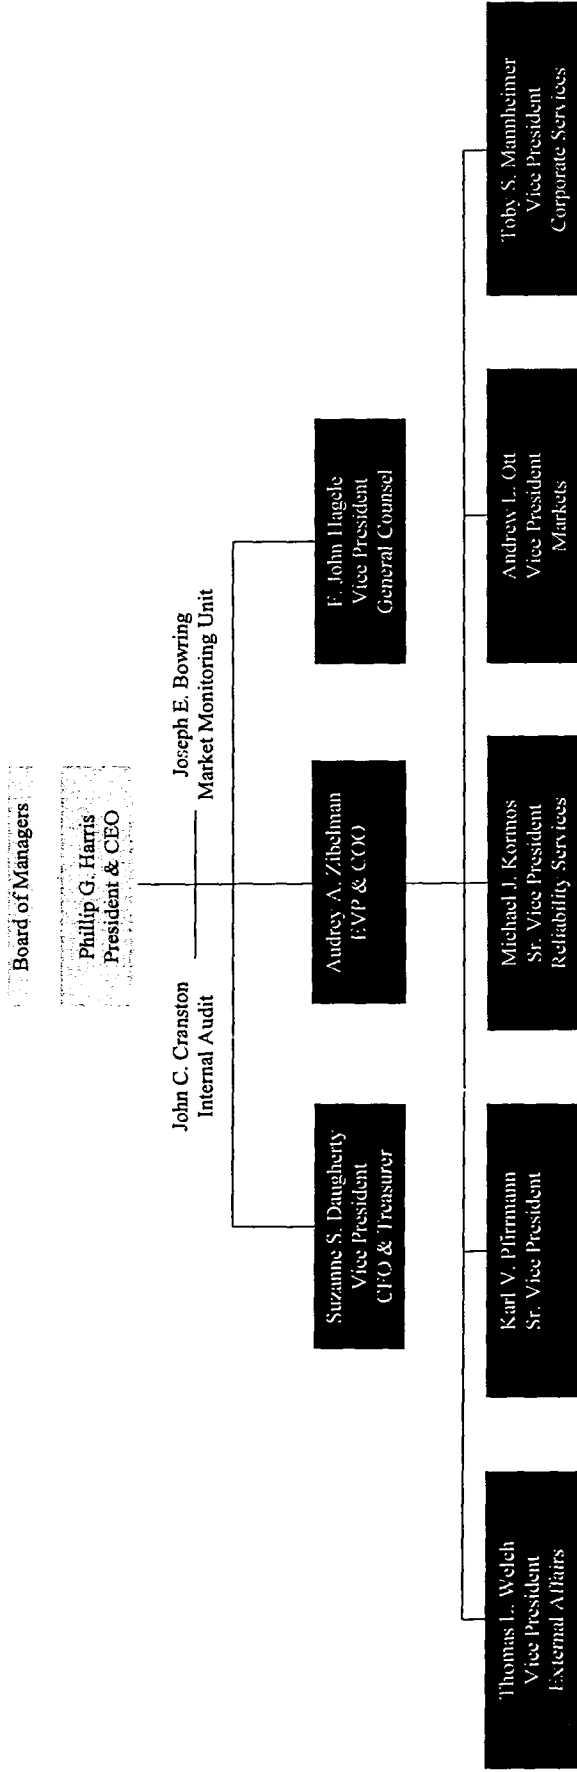 Board of Managers
Phillip G. Harris
President & CEO
John C. Cranston
Internal Audit
Joseph E. Bowring
Market Monitoring Unit
Suzanne S. Daugherty
Vice President
CFO & Treasurer
Audrey A. Zibelman
EVP & COO
F. John Hagele
Vice President
General Counsel
Thomas L. Welch
Vice President
External Affairs
Karl V. Pfirrmann
Sr. Vice President
Michael J. Kormos
Sr. Vice President
Reliability Services
Andrew L. Ott
Vice President
Markets
Toby S. Mannheimer
Vice President
Corporate Services